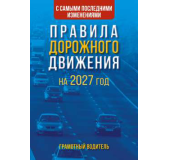 С САМЫМИ ПОСЛЕДНИМИ
ИЗМЕНЕНИЯМИ
ПРАВИЛА
ДОРОЖНОГО
ДВИЖЕНИЯ
НА 2027 ГОД
ГРАМОТНЫЙ ВОДИТЕЛЬ